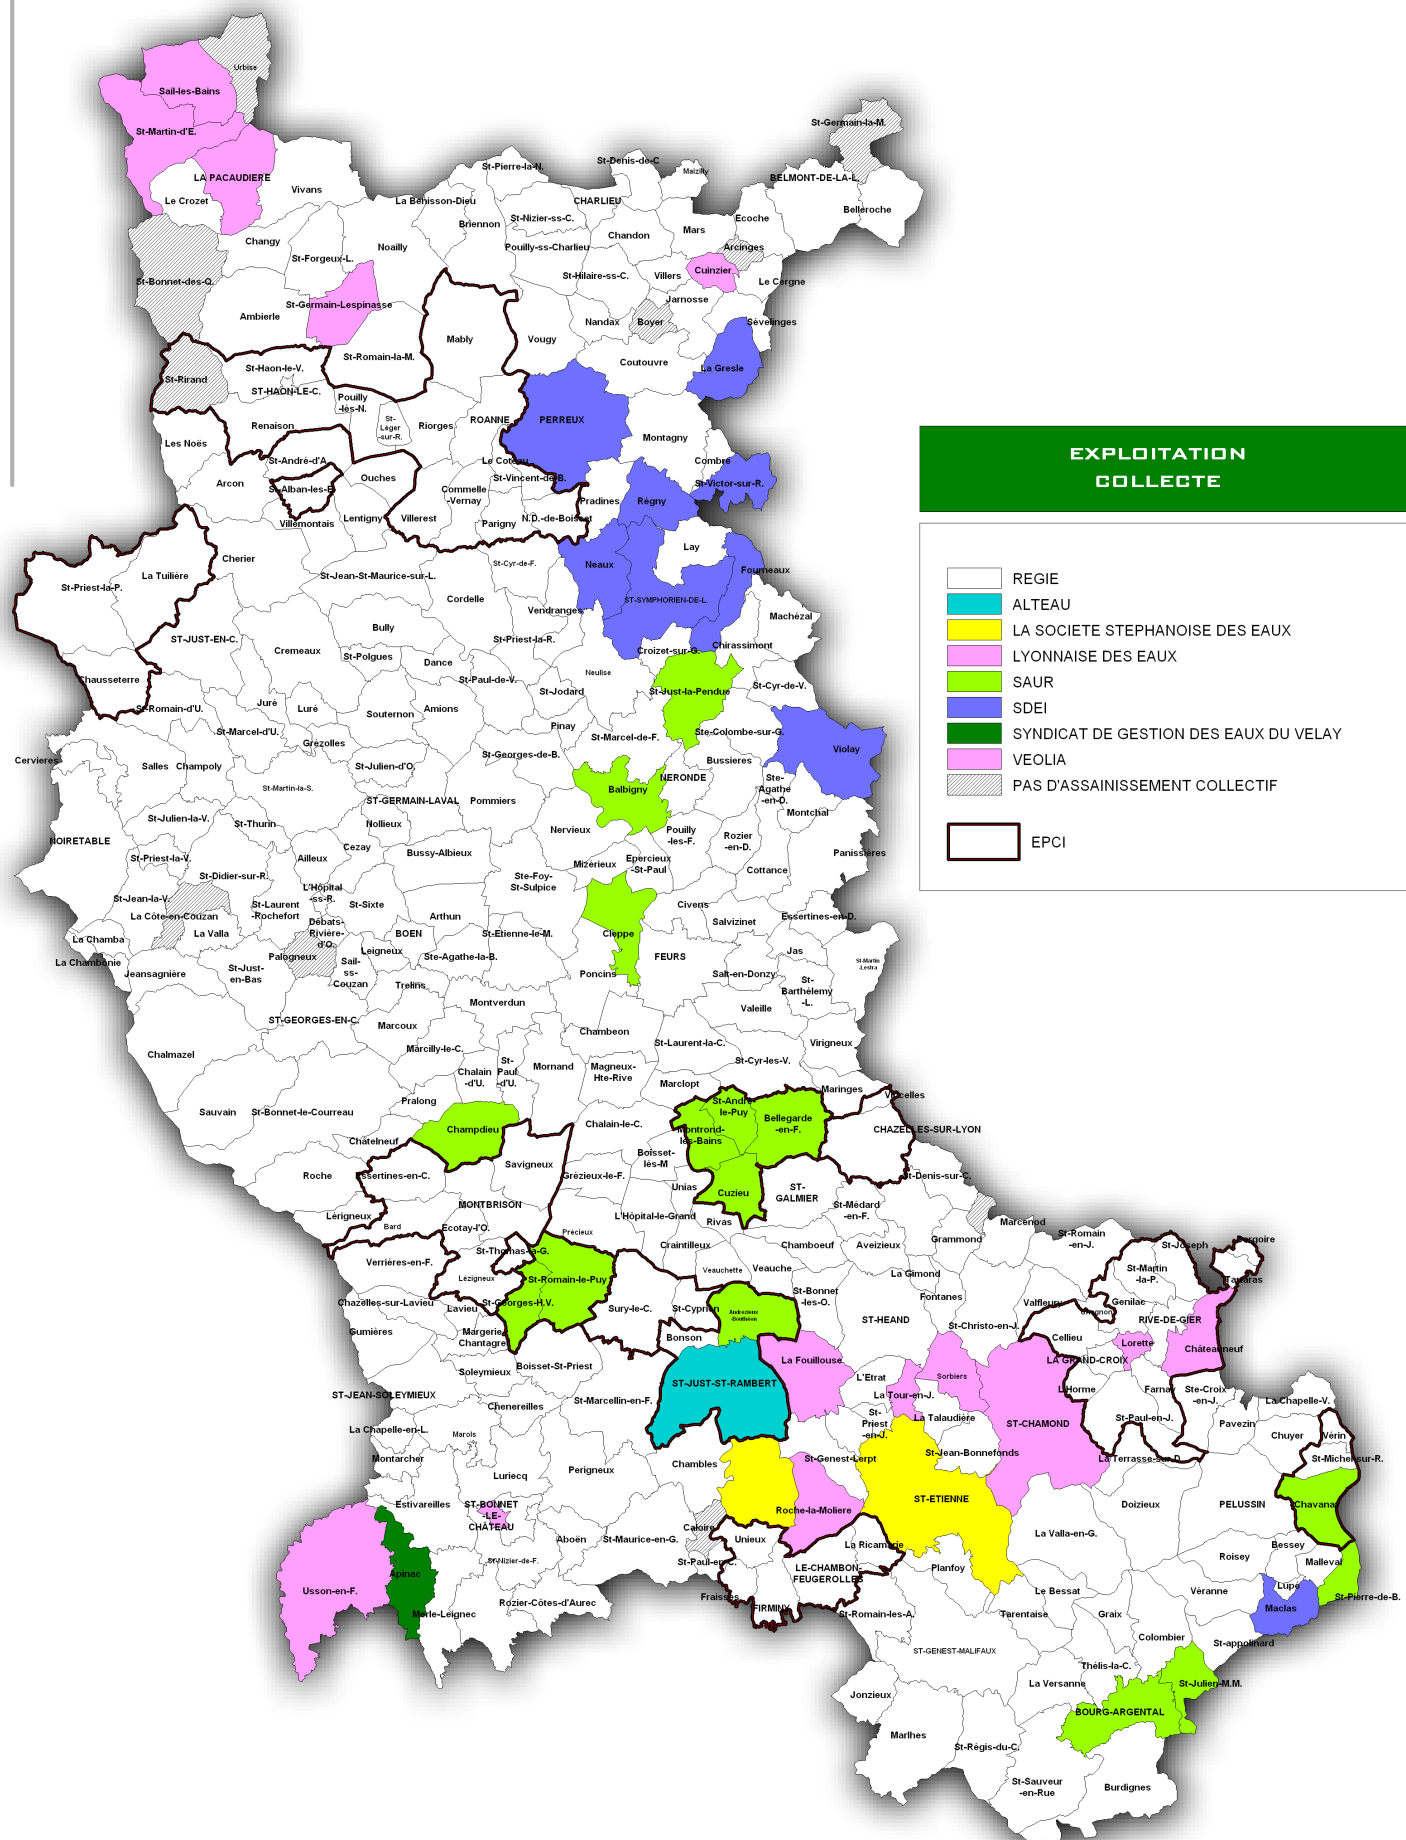 Urbise
Sail-les-Bains
St-Martin-d'E.
LA PACAUDIERE
Le Crozet
Vivans
St-Germain-la-M.
BELMONT-DE-LA-L.
Belleroche
St-Pierre-la-N.
St-Denis-de-C
Maizilly
La Bénisson-Dieu
CHARLIEU
Briennon
St-Nizier-ss-C.
Ecoche
Mars
Chandon
Changy
Noailly
Pouilly-ss-Charlieu
Arcinges
St-Forgeux-L.
Cuinzier
St-Bonnet-des-Q.
St-Hilaire-ss-C.
Villers
Le Cergne
St-Germain-Lespinasse
Jarnosse
Ambierle
Nandax
Boyer
Sévelinges
Mably
Vougy
St-Romain-la-M.
Coutouvre
La Gresle
St-Haon-le-V.
St-Rirand
ST-HAON-LE-C.
Pouilly
-lès-N.
St-
Léger
-sur-R.
Riorges
ROANNE
PERREUX
Renaison
Les Noës
Montagny
St-André-d'A.
Le Coteau
Combre
Arcon
Ouches
St-Vincent-de-B.
St-Victor-sur-R.
St-Alban-les-E
Commelle
-Vernay
Pradines
Régny
Villemontais
Lentigny
Villerest
Parigny
N.D.-de-Boisset
Lay
Cherier
St-Cyr-de-F.
Neaux
Fourneaux
La Tuilière
St-Priest-la-P.
St-Jean-St-Maurice-sur-L.
Cordelle
ST-SYMPHORIEN-DE-L.
Vendranges
Machézal
Bully
ST-JUST-EN-C.
Cremeaux
St-Priest-la-R.
Croizet-sur-G.
Chirassimont
St-Polgues
Dance
Chausseterre
St-Paul-de-V.
Neulise
St-Just-la-Pendue
St-Cyr-de-V.
St-Jodard
St-Romain-d'U.
Juré
Luré
Souternon
Amions
St-Marcel-d'U.
Grézolles
Pinay
St-Marcel-de-F.
Ste-Colombe-sur-G.
Violay
Cervieres
Salles
Champoly
St-Julien-d'O.
St-Georges-de-B.
Bussieres
NERONDE
Ste-
Agathe
-en-D.
St-Martin-la-S.
Balbigny
ST-GERMAIN-LAVAL
Pommiers
Montchal
St-Julien-la-V.
St-Thurin
Nollieux
Nervieux
Pouilly
-les-F.
Rozier
-en-D.
NOIRETABLE
Cezay
Bussy-Albieux
Panissières
St-Priest-la-V.
Ailleux
Mizérieux
Epercieux
-St-Paul
Cottance
St-Didier-sur-R.
Ste-Foy-
St-Sulpice
St-Jean-la-V.
L'Hôpital
-ss-R.
St-Laurent
-Rochefort
St-Sixte
Civens
La Côte-en-Couzan
Arthun
Salvizinet
Essertines-en-D.
Débats-
Rivière-
d'O.
La Valla
BOEN
St-Etienne-le-M.
Cleppe
La Chamba
Leigneux
Jas
Palogneux
Ste-Agathe-la-B.
FEURS
La Chambonie
Sail-
ss-
Couzan
St-Martin
-Lestra
Jeansagnière
St-Just-
en-Bas
Trelins
Poncins
Salt-en-Donzy
St-
Barthélemy
-L.
Montverdun
Valeille
ST-GEORGES-EN-C.
Marcoux
Chambeon
St-Laurent-la-C.
Virigneux
Chalmazel
Marcilly-le-C.
St-
Paul
-d'U.
Mornand
Magneux-
Hte-Rive
St-Cyr-les-V.
Chalain
-d'U.
Marclopt
Maringes
Viricelles
Sauvain
St-Bonnet-le-Courreau
Pralong
St-André-
le-Puy
Champdieu
Chalain-le-C.
Montrond-
les-Bains
Bellegarde
-en-F.
CHAZELLES-SUR-LYON
Châtelneuf
Boisset-
lès-M
Roche
Essertines-en-C.
Savigneux
Grézieux-le-F.
Unias
Cuzieu
ST-
GALMIER
St-Denis-sur-C.
Lérigneux
MONTBRISON
L'Hôpital-le-Grand
Rivas
St-Médard
-en-F.
Marcenod
Bard
Ecotay-l'O.
Précieux
Craintilleux
Chamboeuf
Aveizieux
Grammond
St-Romain
-en-J.
St-Joseph
Dargoire
Verrières-en-F.
St-Thomas-la-G.
Veauchette
Veauche
La Gimond
St-Martin
-la-P.
Tartaras
Lézigneux
St-Romain-le-Puy
St-Bonnet
-les-O.
Fontanes
Chazelles-sur-Lavieu
Lavieu
St-Georges-H.V.
Sury-le-C.
St-Cyprien
Andrézieux
-Bouthéon
ST-HEAND
Valfleury
Genilac
Chagnon
Gumières
Margerie
Chantagret
Bonson
St-Christo-en-J.
Cellieu
RIVE-DE-GIER
Lorette
Châteauneuf
Soleymieux
Boisset-St-Priest
La Fouillouse
LA GRAND-CROIX
L'Etrat
Sorbiers
ST-JEAN-SOLEYMIEUX
ST-JUST-ST-RAMBERT
La Tour-en-J.
L'Horme
Farnay
Ste-Croix
-en-J.
Chenereilles
St-Marcellin-en-F.
St-
Priest
-en-J.
La Talaudière
ST-CHAMOND
St-Paul-en-J.
La Chapelle-V.
La Chapelle-en-L.
Marols
Pavezin
Chuyer
Vérin
Montarcher
St-Genest-Lerpt
St-Jean-Bonnefonds
La Terrasse-sur-D.
St-Michel-sur-R.
Luriecq
Perigneux
Chambles
ST-ETIENNE
Estivareilles
ST-BONNET
-LE-
CHÂTEAU
Roche-la-Moliere
Doizieux
PELUSSIN
Chavanay
Caloire
La Valla-en-G.
Aboën
St-Maurice-en-G.
Unieux
La Ricamarie
Bessey
St-Nizier-de-F.
St-Paul-en-C.
Roisey
Malleval
Apinac
LE-CHAMBON-
FEUGEROLLES
Planfoy
Usson-en-F.
Fraisses
Le Bessat
Véranne
Lupé
St-Pierre-de-B.
Rozier-Côtes-d'Aurec
FIRMINY
Maclas
Merle-Leignec
St-Romain-les-A.
Tarentaise
Graix
Colombier
St-appolinard
ST-GENEST-MALIFAUX
Thélis-la-C.
La Versanne
St-Julien-M.M.
Jonzieux
BOURG-ARGENTAL
Marlhes
St-Régis-du-C.
St-Sauveur
-en-Rue
Burdignes
EXPLOITATION
COLLECTE
REGIE
ALTEAU
LA SOCIETE STEPHANOISE DES EAUX
LYONNAISE DES EAUX
SAUR
SDEI
SYNDICAT DE GESTION DES EAUX DU VELAY
VEOLIA
PAS D'ASSAINISSEMENT COLLECTIF
EPCI